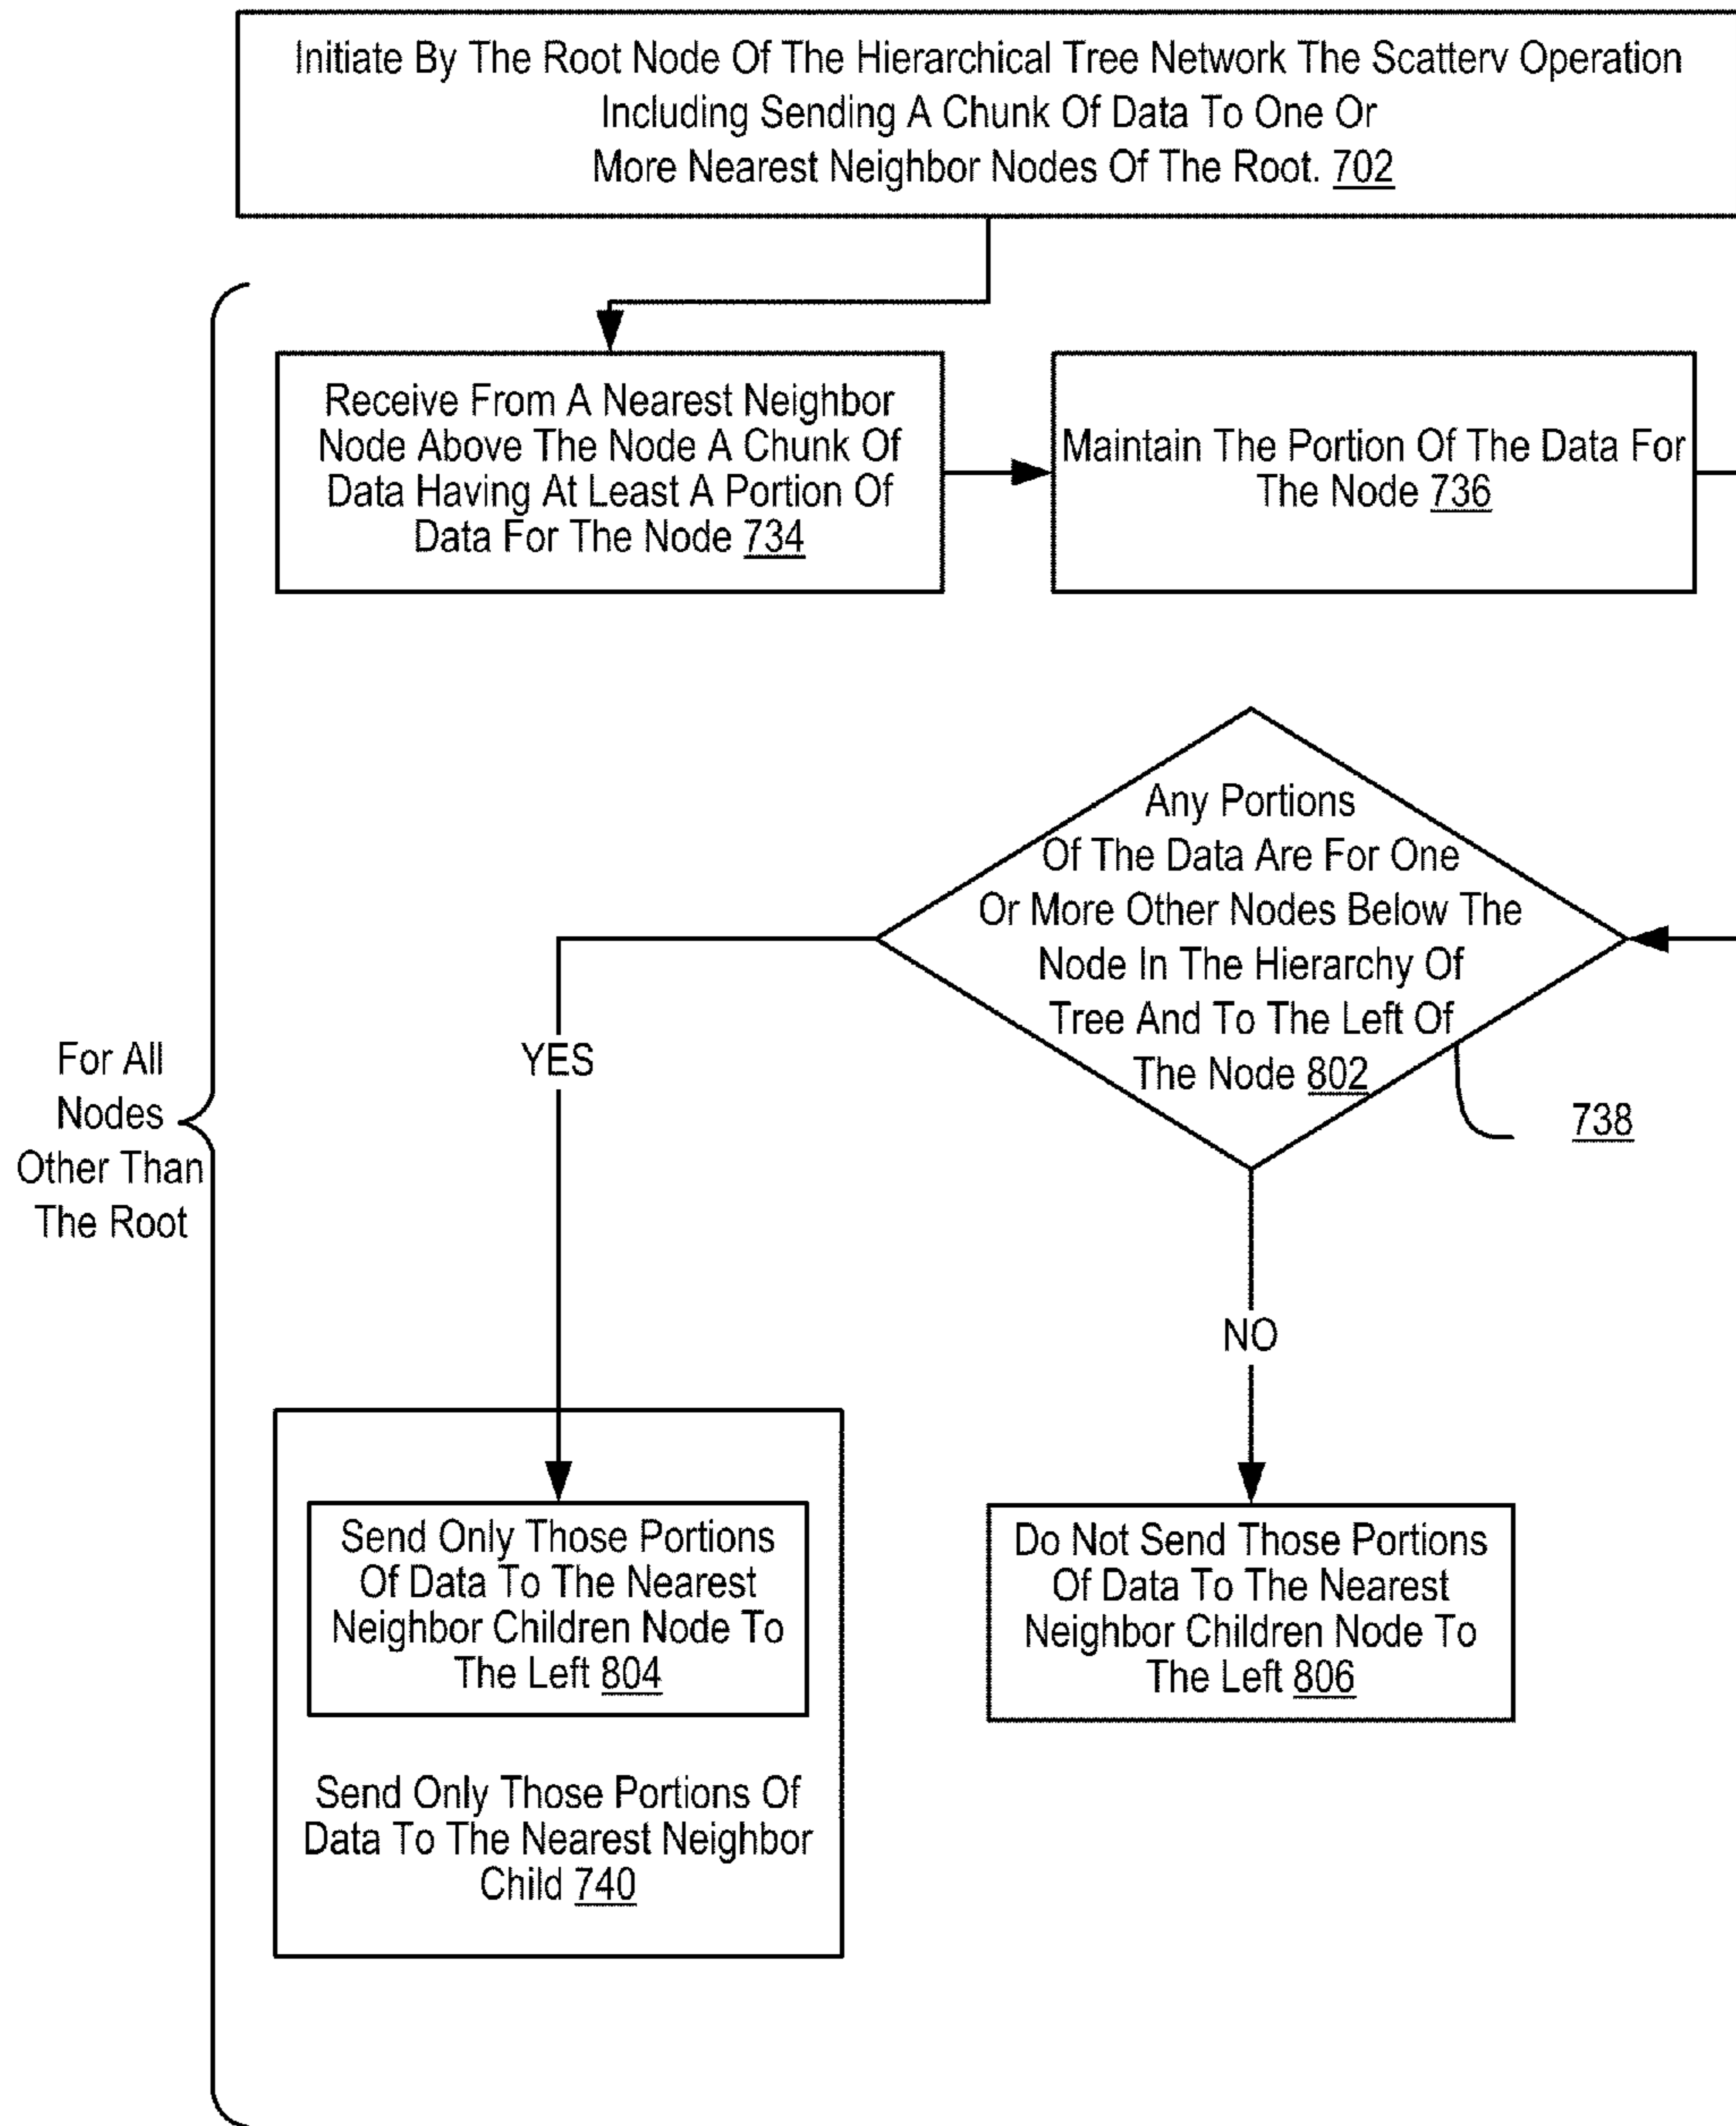 Initiate By The Root Node Of The Hierarchical Tree Network The Scatterv Operation
Including Sending A Chunk Of Data To One Or
More Nearest Neighbor Nodes Of The Root. 702
Receive From A Nearest Neighbor
Node Above The Node A Chunk Of
Data Having At Least A Portion Of
Data For The Node 734
Maintain The Portion Of The Data For
The Node 736
Any Portions
Of The Data Are For One
Or More Other Nodes Below The
Node In The Hierarchy Of
Tree And To The Left Of
The Node 802
738
For All
Nodes
Other Than
The Root
YES
NO
Send Only Those Portions
Of Data To The Nearest
Neighbor Children Node To
The Left 804
Send Only Those Portions Of
Data To The Nearest Neighbor
Child 740
Do Not Send Those Portions
Of Data To The Nearest
Neighbor Children Node To
The Left 806